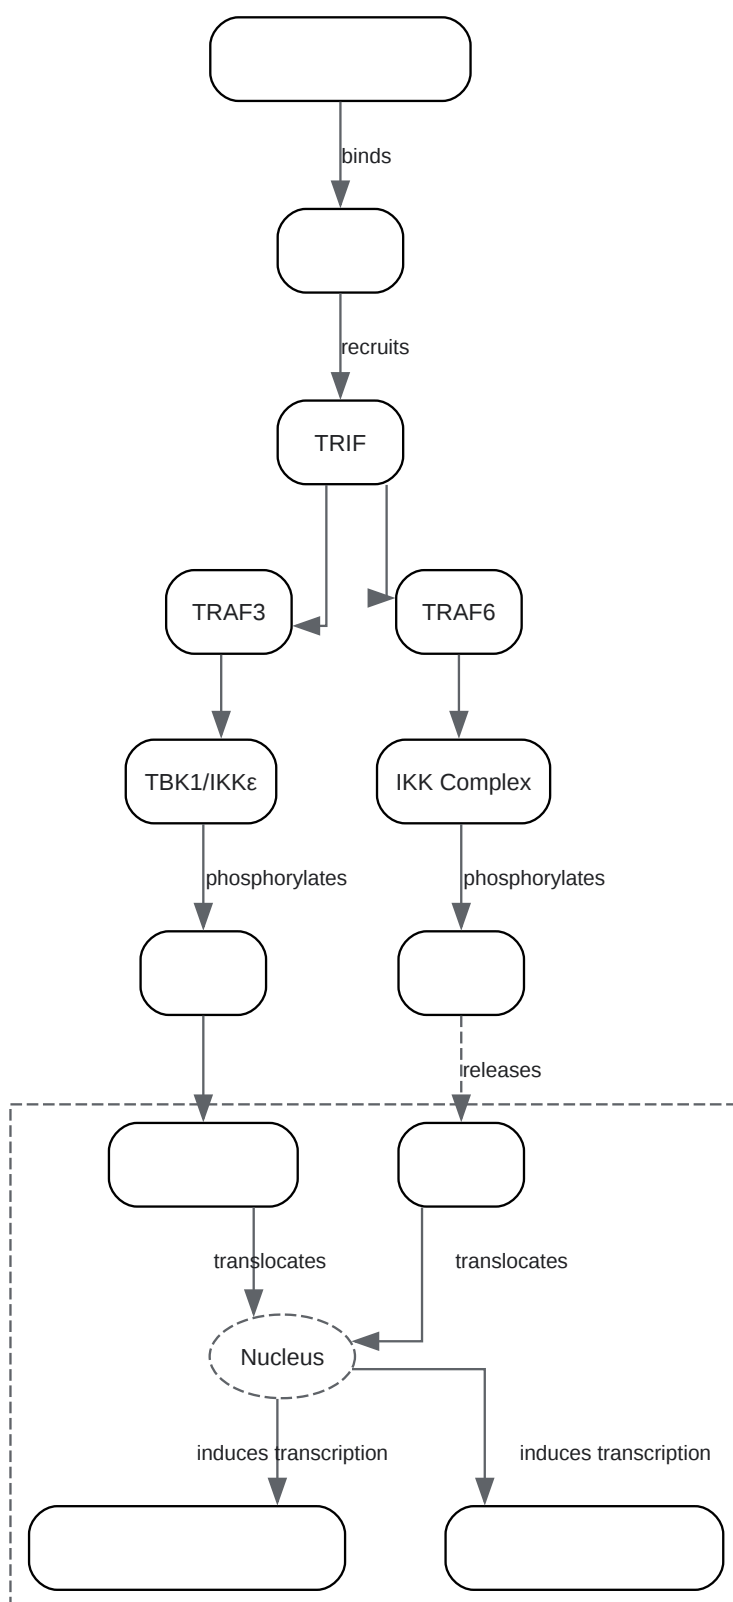 binds
recruits
TRIF
TRAF3
TRAF6
TBK1/IKKε
IKK Complex
phosphorylates
phosphorylates
releases
translocates
translocates
Nucleus
induces transcription
induces transcription